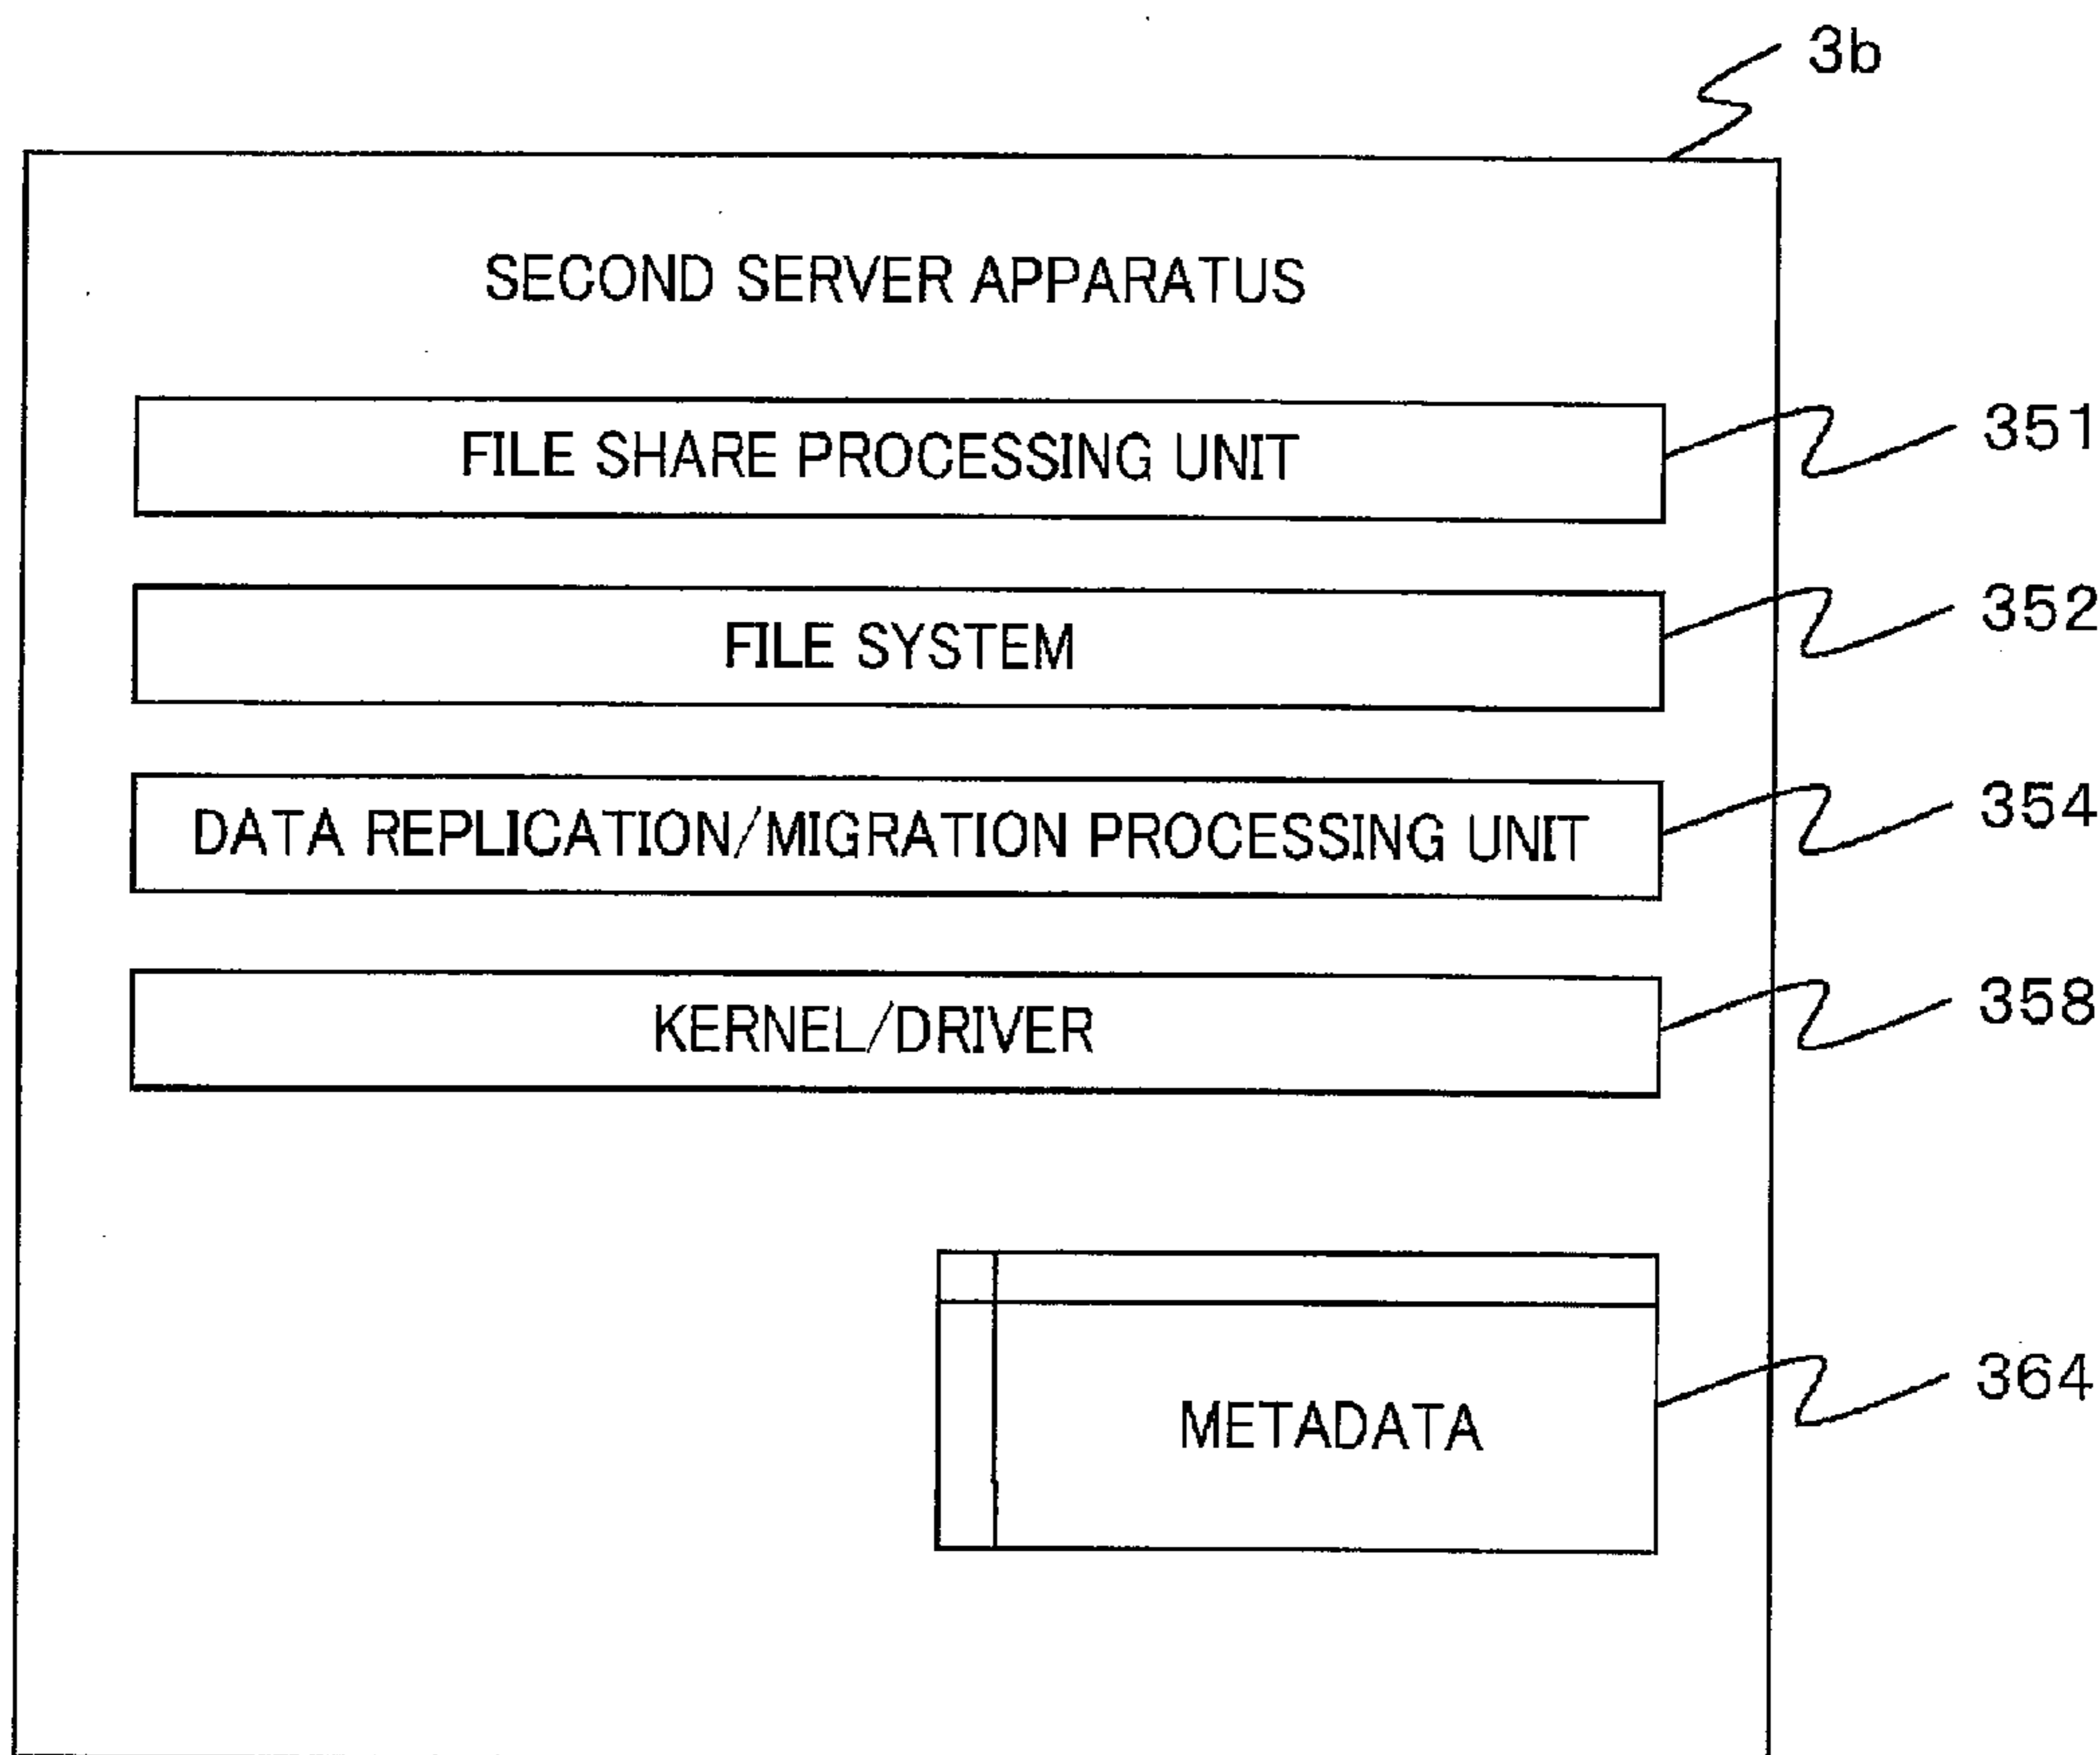 3b
SECOND SERVER APPARATUS
FILE SHARE PROCESSING UNIT
351
FILE SYSTEM
352
DATA REPLICATION/MIGRATION PROCESSING UNIT
354
KERNEL/DRIVER
358
METADATA
364